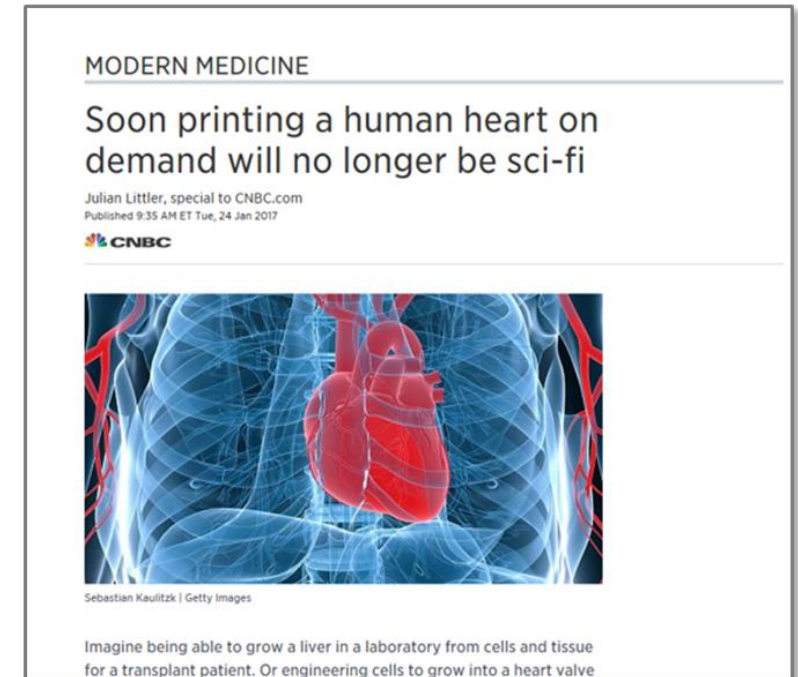 MODERN MEDICINE
Soon printing a human heart on
demand will no longer be sci-fi
Julian Littler, special to CNBC.com
Published 9:35 AM ET Tue, 24 Jan 2017
CNBC
Sebastian Kaulitzk | Getty Images
Imagine being able to grow a liver in a laboratory from cells and tissue
for a transplant patient. Or engineering cells to grow into a heart valve